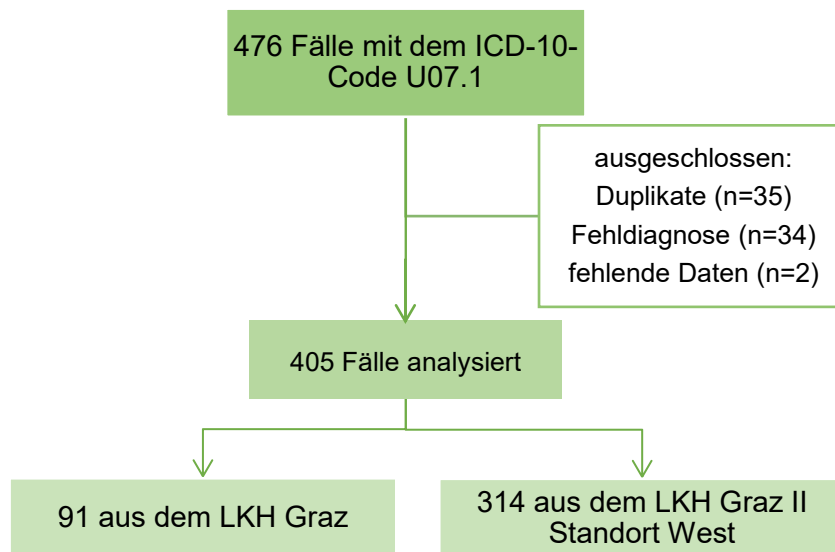 476 Fälle mit dem ICD-10-
Code U07.1
ausgeschlossen:
Duplikate (n=35)
Fehldiagnose (n=34)
fehlende Daten (n=2)
405 Fälle analysiert
91 aus dem LKH Graz
314 aus dem LKH Graz II
Standort West